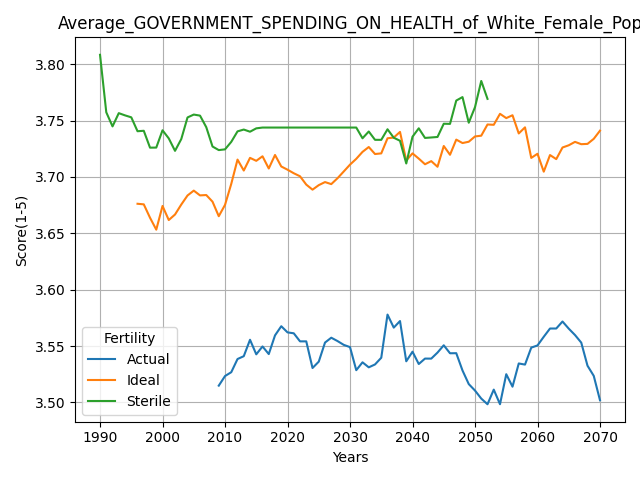 Average_GOVERNMENT_SPENDING_ON_HEALTH_of_White_Female_Pop
Score(1-5)
3.80
3.75
3.70
3.65
3.60
3.55
3.50
Fertility
Actual
Ideal
Sterile
1990 2000 2010 2020 2030 2040 2050 2060 2070
Years